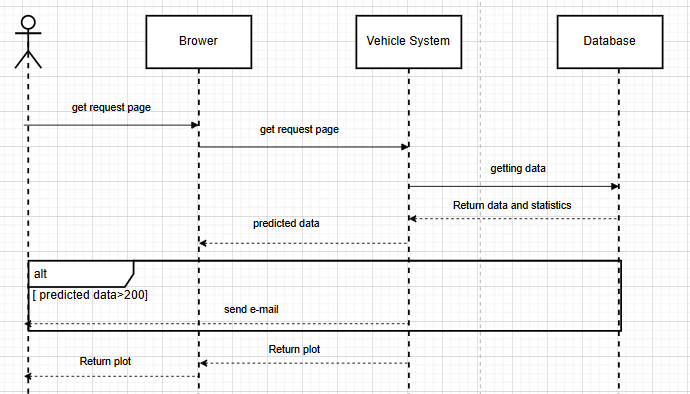 Brower
Vehicle System
Database
get request page
get request page
getting data
Return data and statistics
predicted data
alt
[ predicted data>200]
send e-mail
Return plot
Return plot